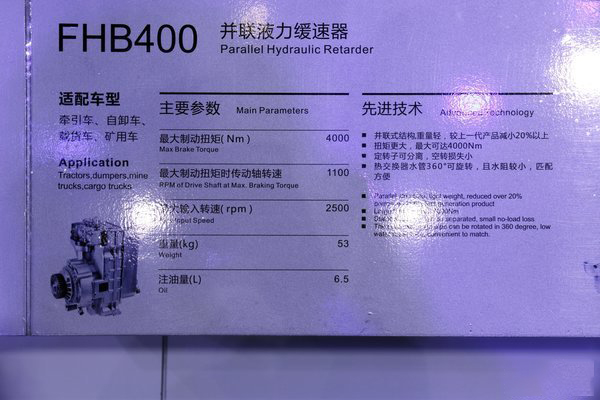 FHB400 并联液力缓速器
Parallel Hydraulic Retarder
适配车型
牵引车、自卸车、
载货车、矿用车
Application
Tractors,dumpers,mine
trucks,cargo trucks
主要参数 Main Parameters
最大制动扭矩(Nm) 4000
Max Brake Torque
最大制动扭矩时传动轴转速 1100
RPM of Drive Shaft at Max. Braking Torque
最大输入转速(rpm) 2500
Input Speed
重量(kg) 53
Weight
注油量(L) 6.5
Oil
先进技术 Advanced Technology
并联式结构,重量轻，较上一代产品减小20%以上
扭矩更大，最大可达4000Nm
定转子可分离，空转损失小
热交换器水管360°可旋转，且水阻较小，匹配
方便
Parallel light weight, reduced over 20%
generation product
separated, small no-load loss
can be rotated in 360 degree, low
convenient to match.